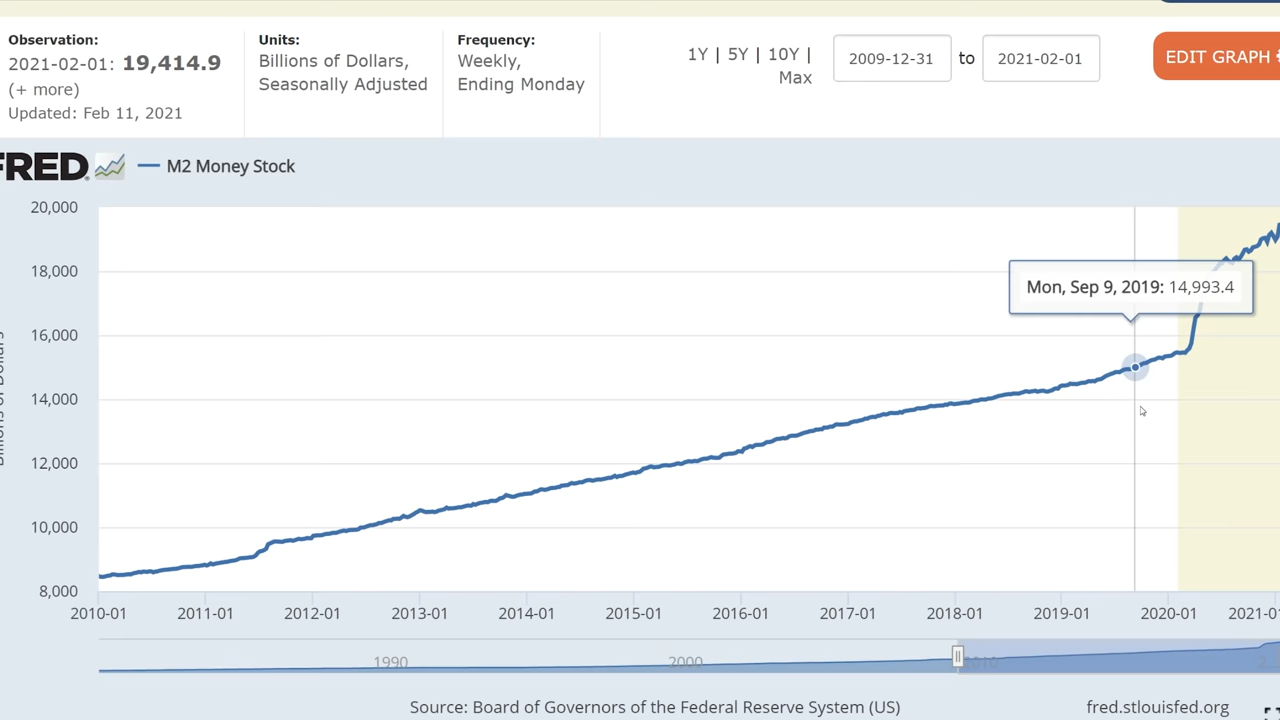 Observation:
2021-02-01: 19,414.9
(+ more)
Updated: Feb 11, 2021
Units:
Billions of Dollars,
Seasonally Adjusted
Frequency:
Weekly,
Ending Monday
1Y | 5Y | 10Y |
Max
2009-12-31 to 2021-02-01
EDIT GRAPH
FRED
M2 Money Stock
20,000
18,000
16,000
14,000
12,000
10,000
8,000
Mon, Sep 9, 2019: 14,993.4
2010-01 2011-01 2012-01 2013-01 2014-01 2015-01 2016-01 2017-01 2018-01 2019-01 2020-01 2021-01
1990 2000 2010
Source: Board of Governors of the Federal Reserve System (US)
fred.stlouisfed.org